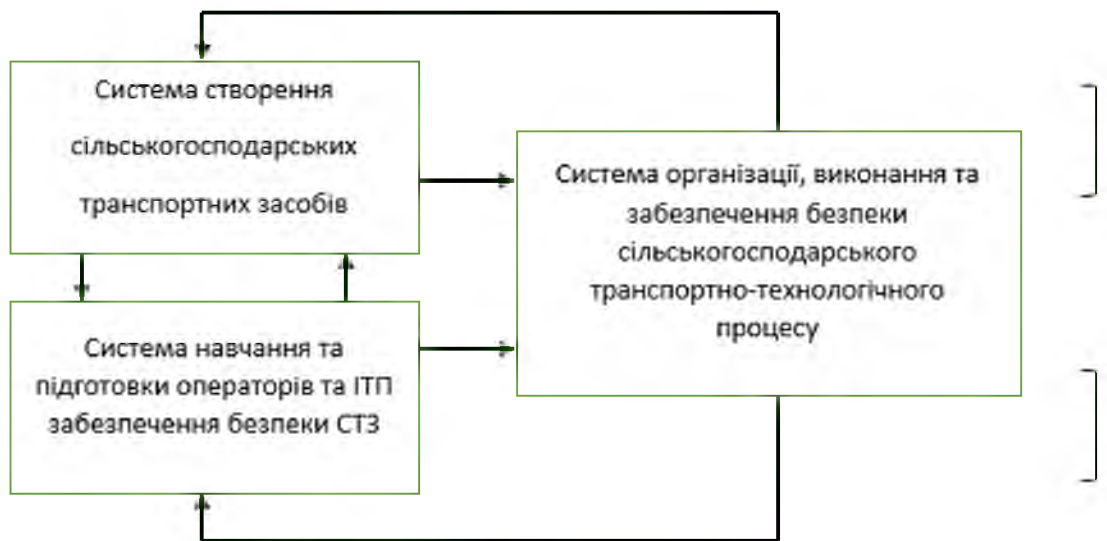 Система створення
сільськогосподарських
транспортних засобів
Система організації, виконання та
забезпечення безпеки
сільськогосподарського
транспортно-технологічного
процесу
Система навчання та
підготовки операторів та ІТП
забезпечення безпеки СТЗ